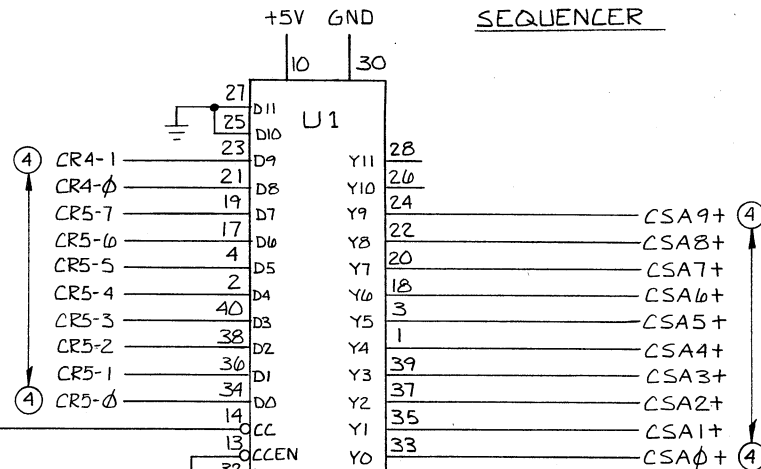 +5V GND SEQUENCER
10 30
27 D11 U1
25 D10
4 CR4-1 23 D9 Y11 28
CR4-0 21 D8 Y10 26
CR5-7 19 D7 Y9 24 CSA9+ 4
CR5-6 17 D6 Y8 22 CSA8+
CR5-5 4 D5 Y7 20 CSA7+
CR5-4 2 D4 Y6 18 CSA6+
CR5-3 40 D3 Y5 3 CSA5+
CR5-2 38 D2 Y4 1 CSA4+
CR5-1 36 D1 Y3 39 CSA3+
4 CR5-0 34 D0 Y2 37 CSA2+
14 CC Y1 35 CSA1+
13 CCEN Y0 33 CSA0+ 4
32